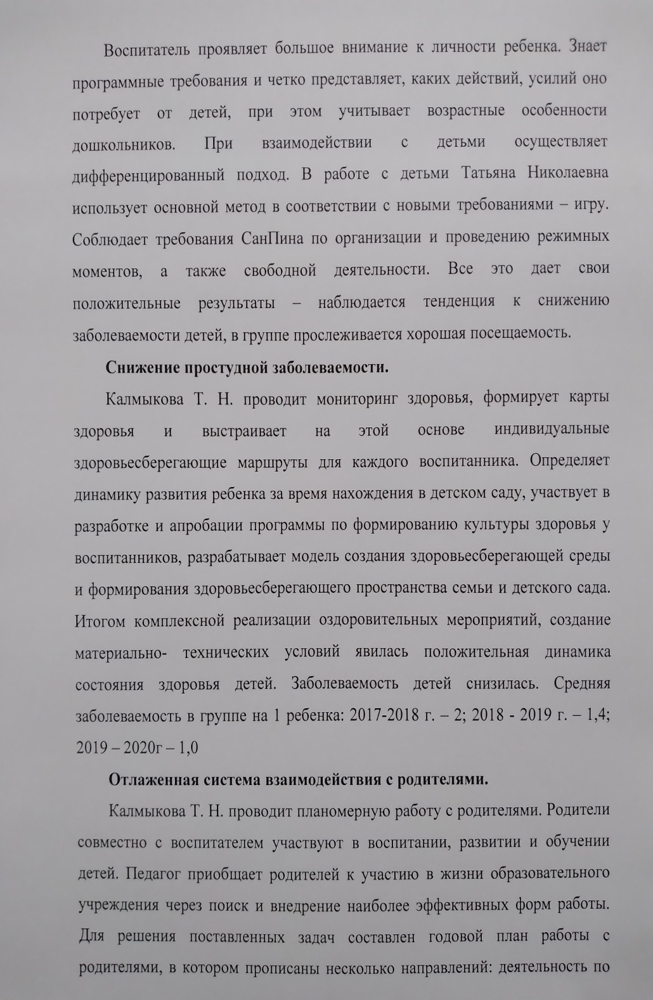 Воспитатель проявляет большое внимание к личности ребенка. Знает
программные требования и четко представляет, каких действий, усилий оно
потребует от детей, при этом учитывает возрастные особенности
дошкольников. При взаимодействии с детьми осуществляет
дифференцированный подход. В работе с детьми Татьяна Николаевна
использует основной метод в соответствии с новыми требованиями – игру.
Соблюдает требования СанПина по организации и проведению режимных
моментов, а также свободной деятельности. Все это дает свои
положительные результаты – наблюдается тенденция к снижению
заболеваемости детей, в группе прослеживается хорошая посещаемость.
Снижение простудной заболеваемости.
Калмыкова Т. Н. проводит мониторинг здоровья, формирует карты
здоровья и выстраивает на этой основе индивидуальные
здоровьесберегающие маршруты для каждого воспитанника. Определяет
динамику развития ребенка за время нахождения в детском саду, участвует в
разработке и апробации программы по формированию культуры здоровья у
воспитанников, разрабатывает модель создания здоровьесберегающей среды
и формирования здоровьесберегающего пространства семьи и детского сада.
Итогом комплексной реализации оздоровительных мероприятий, создание
материально- технических условий явилась положительная динамика
состояния здоровья детей. Заболеваемость детей снизилась. Средняя
заболеваемость в группе на 1 ребенка: 2017-2018 г. – 2; 2018 - 2019 г. – 1,4;
2019 – 2020г – 1,0
Отлаженная система взаимодействия с родителями.
Калмыкова Т. Н. проводит планомерную работу с родителями. Родители
совместно с воспитателем участвуют в воспитании, развитии и обучении
детей. Педагог приобщает родителей к участию в жизни образовательного
учреждения через поиск и внедрение наиболее эффективных форм работы.
Для решения поставленных задач составлен годовой план работы с
родителями, в котором прописаны несколько направлений: деятельность по